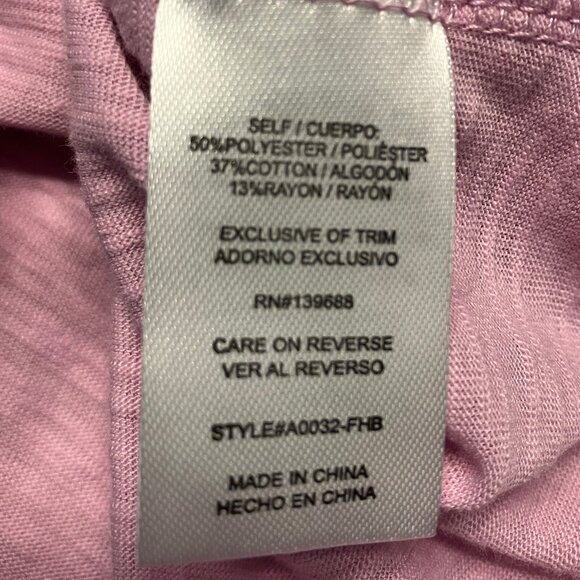 SELF / CUERPO:
50%POLYESTER / POLIÉSTER
37%COTTON / ALGODÓN
13%RAYON / RAYÓN
EXCLUSIVE OF TRIM
ADORNO EXCLUSIVO
RN#139688
CARE ON REVERSE
VER AL REVERSO
STYLE#A0032-FHB
MADE IN CHINA
HECHO EN CHINA